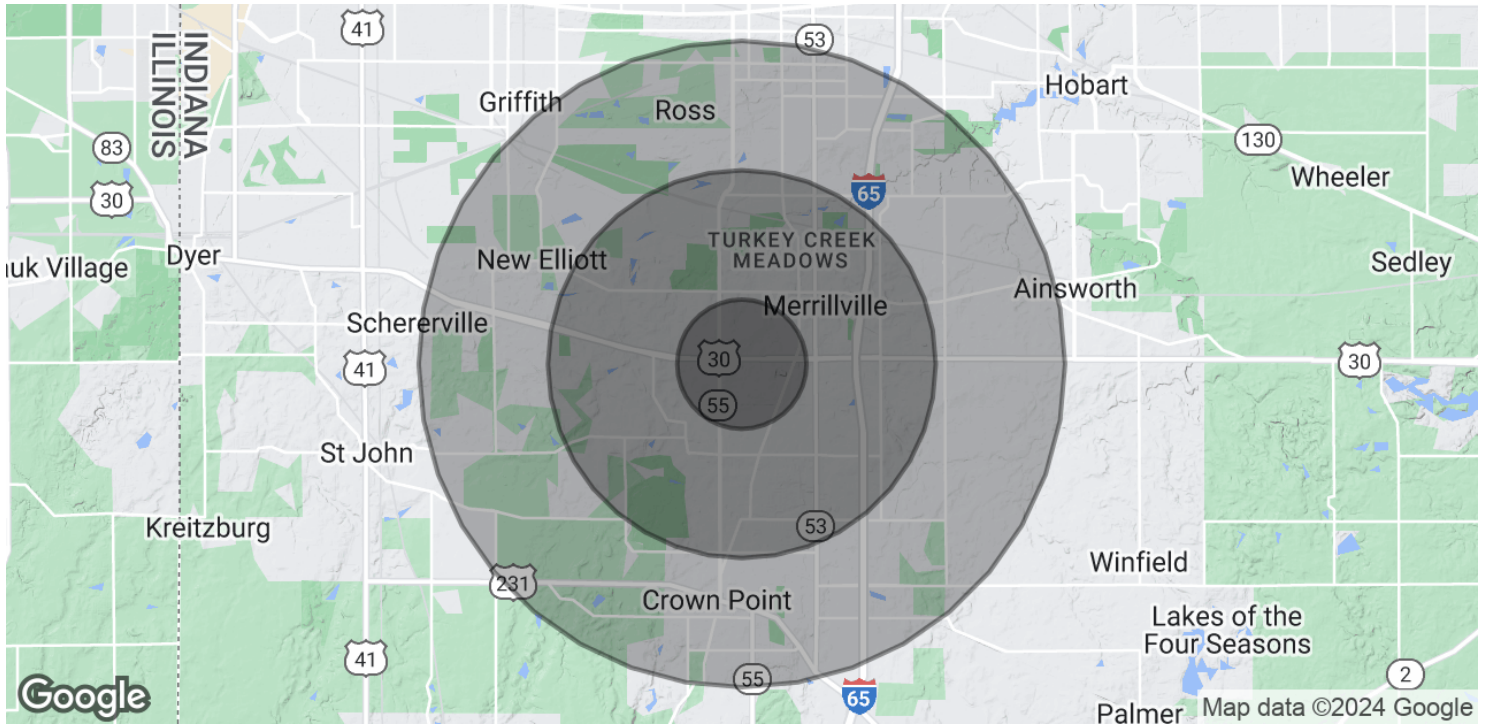 41
53
INDIANA
ILLINOIS
Hobart
Griffith
Ross
83
130
30
65
Wheeler
TURKEY CREEK
MEADOWS
Dyer
New Elliott
auk Village
Sedley
Ainsworth
Merrillville
Schererville
30
30
41
55
St John
Kreitzburg
53
Winfield
231
Crown Point
Lakes of the
Four Seasons
41
55
2
65
Google
Palmer
Map data ©2024 Google